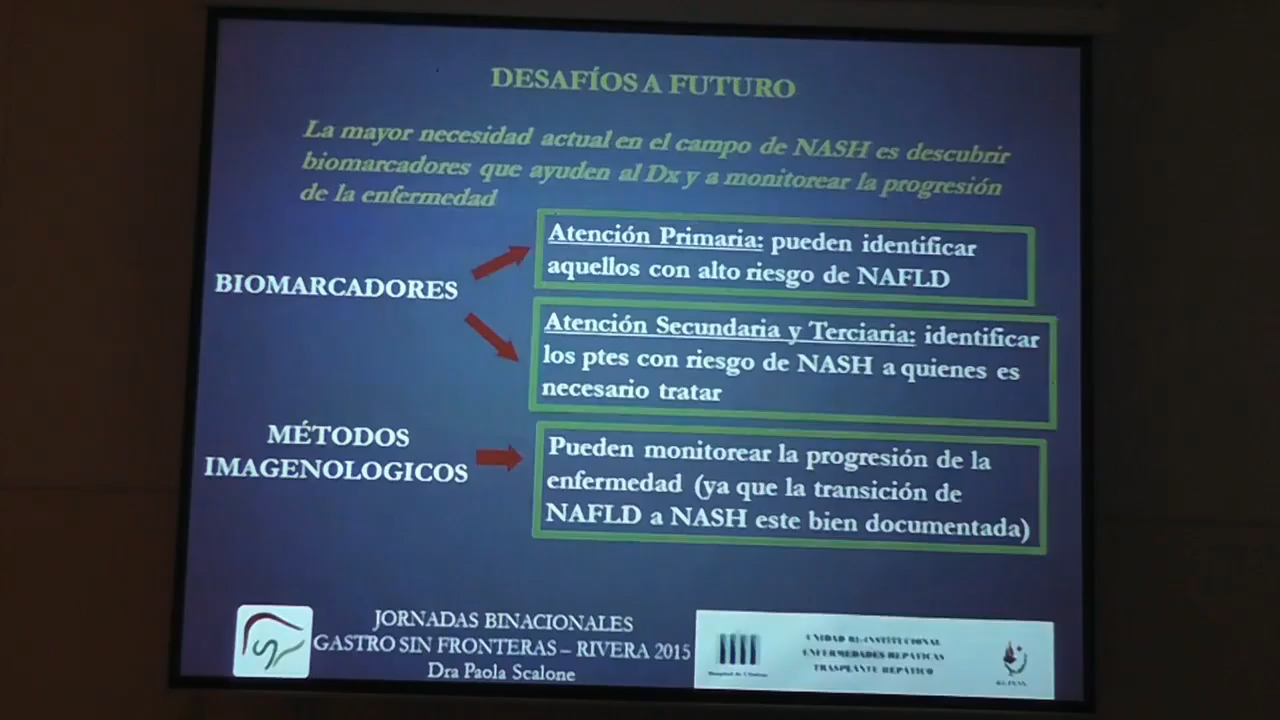 DESAFÍOS A FUTURO
La mayor necesidad actual en el campo de NASH es descubrir
biomarcadores que ayuden al Dx y a monitorear la progresión
de la enfermedad
BIOMARCADORES
Atención Primaria: pueden identificar
aquellos con alto riesgo de NAFLD
Atención Secundaria y Terciaria: identificar
los ptes con riesgo de NASH a quienes es
necesario tratar
MÉTODOS
IMAGENOLOGICOS
Pueden monitorear la progresión de la
enfermedad (ya que la transición de
NAFLD a NASH este bien documentada)
JORNADAS BINACIONALES
GASTRO SIN FRONTERAS – RIVERA 2015
Dra Paola Scalone
UNIDAD BI-INSTITUCIONAL
ENFERMEDADES HEPÁTICAS
TRASPLANTE HEPÁTICO